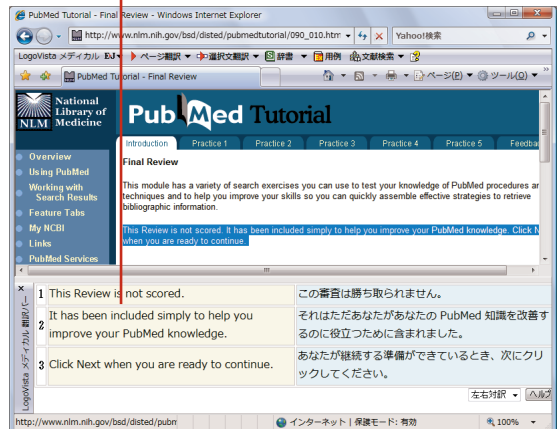 PubMed Tutorial - Final Review - Windows Internet Explorer
http://www.nlm.nih.gov/bsd/disted/pubmedtutorial/090_010.htm
Yahoo!検索
LogoVista メディカル EJ ページ翻訳 選択文翻訳 辞書 用例 文献検索
PubMed Tutorial - Final Review
ページ(P) ツール(O)
National
Library of
NLM Medicine
PubMed Tutorial
Introduction Practice 1 Practice 2 Practice 3 Practice 4 Practice 5 Feedba
Overview
Using PubMed
Working with
Search Results
Feature Tabs
My NCBI
Links
PubMed Services
Final Review
This module has a variety of search exercises you can use to test your knowledge of PubMed procedures an
techniques and to help you improve your skills so you can quickly assemble effective strategies to retrieve
bibliographic information.
This Review is not scored. It has been included simply to help you improve your PubMed knowledge. Click N
when you are ready to continue.
LogoVista メディカル 翻訳バー
1 This Review is not scored. この審査は勝ち取られません。
2 It has been included simply to help you
improve your PubMed knowledge.
それはただあなたがあなたの PubMed 知識を改善す
るのに役立つために含まれました。
3 Click Next when you are ready to continue.
あなたが継続する準備ができているとき、次にクリ
ックしてください。
左右対訳 ヘルプ
http://www.nlm.nih.gov/bsd/disted/pubm インターネット | 保護モード: 有効 100%